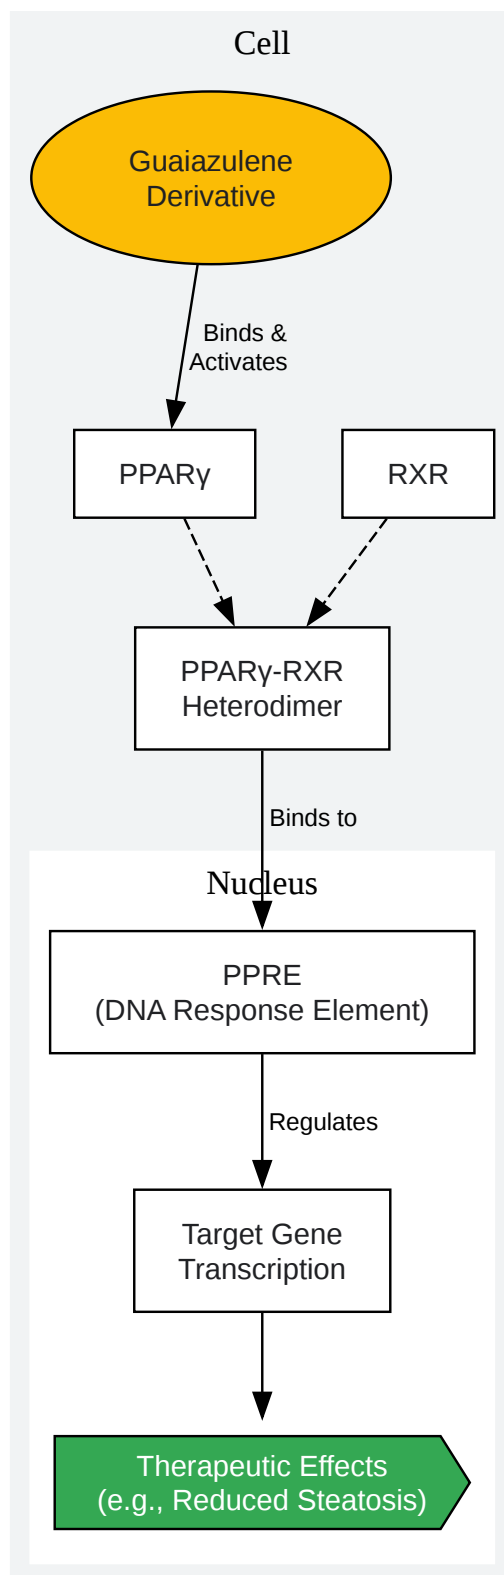 Cell
Guaiazulene
Derivative
Binds &
Activates
PPARγ
RXR
PPARγ-RXR
Heterodimer
Binds to
Nucleus
PPRE
(DNA Response Element)
Regulates
Target Gene
Transcription
Therapeutic Effects
(e.g., Reduced Steatosis)